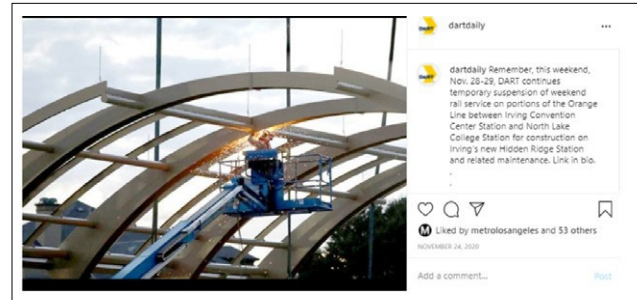 dartdaily
dartdaily Remember, this weekend,
Nov. 28-29, DART continues
temporary suspension of weekend
rail service on portions of the Orange
Line between Irving Convention
Center Station and North Lake
College Station for construction on
Irving's new Hidden Ridge Station
and related maintenance. Link in bio.
.
.
Liked by metrolosangeles and 53 others
NOVEMBER 24, 2020
Add a comment...
Post